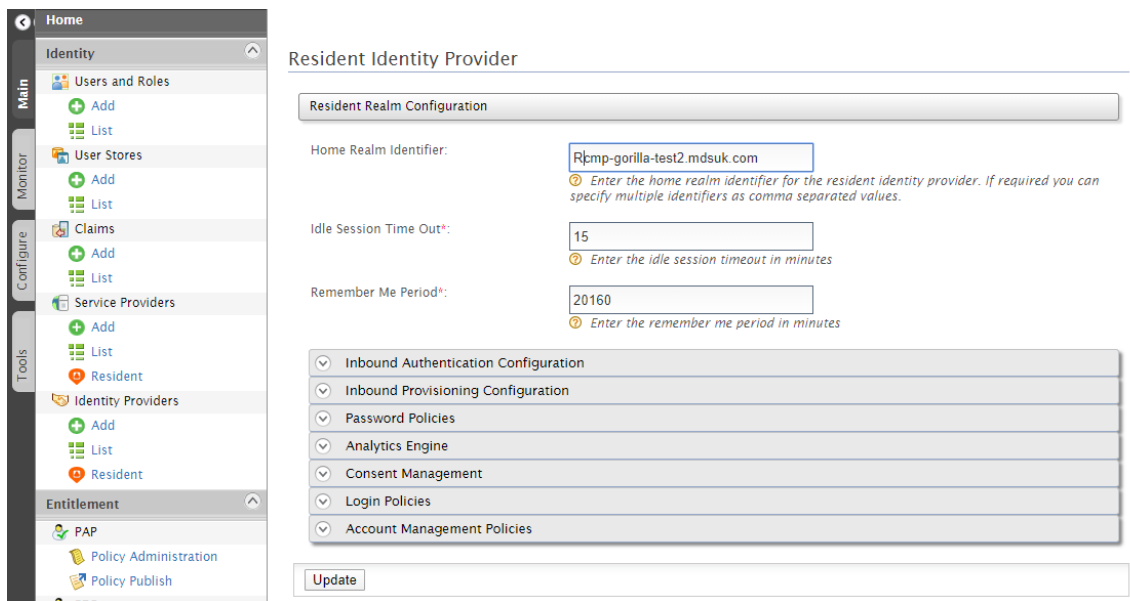 Home
Main
Monitor
Configure
Tools
Identity
Users and Roles
Add
List
User Stores
Add
List
Claims
Add
List
Service Providers
Add
List
Resident
Identity Providers
Add
List
Resident
Entitlement
PAP
Policy Administration
Policy Publish
Resident Identity Provider
Resident Realm Configuration
Home Realm Identifier:
Rcmp-gorilla-test2.mdsuk.com
Enter the home realm identifier for the resident identity provider. If required you can
specify multiple identifiers as comma separated values.
Idle Session Time Out*:
15
Enter the idle session timeout in minutes
Remember Me Period*:
20160
Enter the remember me period in minutes
Inbound Authentication Configuration
Inbound Provisioning Configuration
Password Policies
Analytics Engine
Consent Management
Login Policies
Account Management Policies
Update